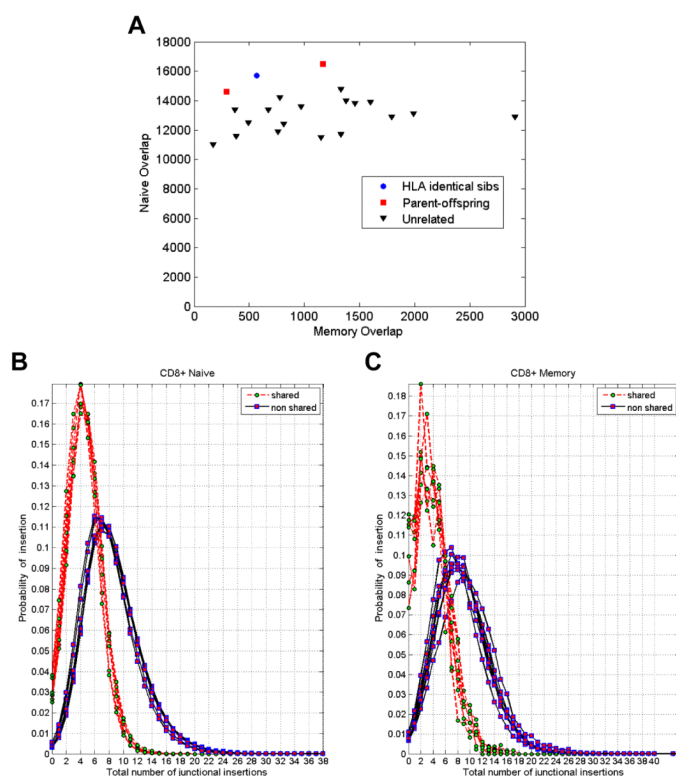 A
18000
16000
14000
12000
10000
8000
6000
4000
2000
0
Naive Overlap
HLA identical sibs
Parent-offspring
Unrelated
0 500 1000 1500 2000 2500 3000
Memory Overlap
B
CD8+ Naive
shared
non shared
0.17
0.16
0.15
0.14
0.13
0.12
0.11
0.1
0.09
0.08
0.07
0.06
0.05
0.04
0.03
0.02
0.01
0
Probability of insertion
0 2 4 6 8 10 12 14 16 18 20 22 24 26 28 30 32 34 36 38
Total number of junctional insertions
C
CD8+ Memory
shared
non shared
0.18
0.17
0.16
0.15
0.14
0.13
0.12
0.11
0.1
0.09
0.08
0.07
0.06
0.05
0.04
0.03
0.02
0.01
0
Probability of insertion
0 2 4 6 8 10 12 14 16 18 20 22 24 26 28 30 32 34 36 38 40
Total number of junctional insertions